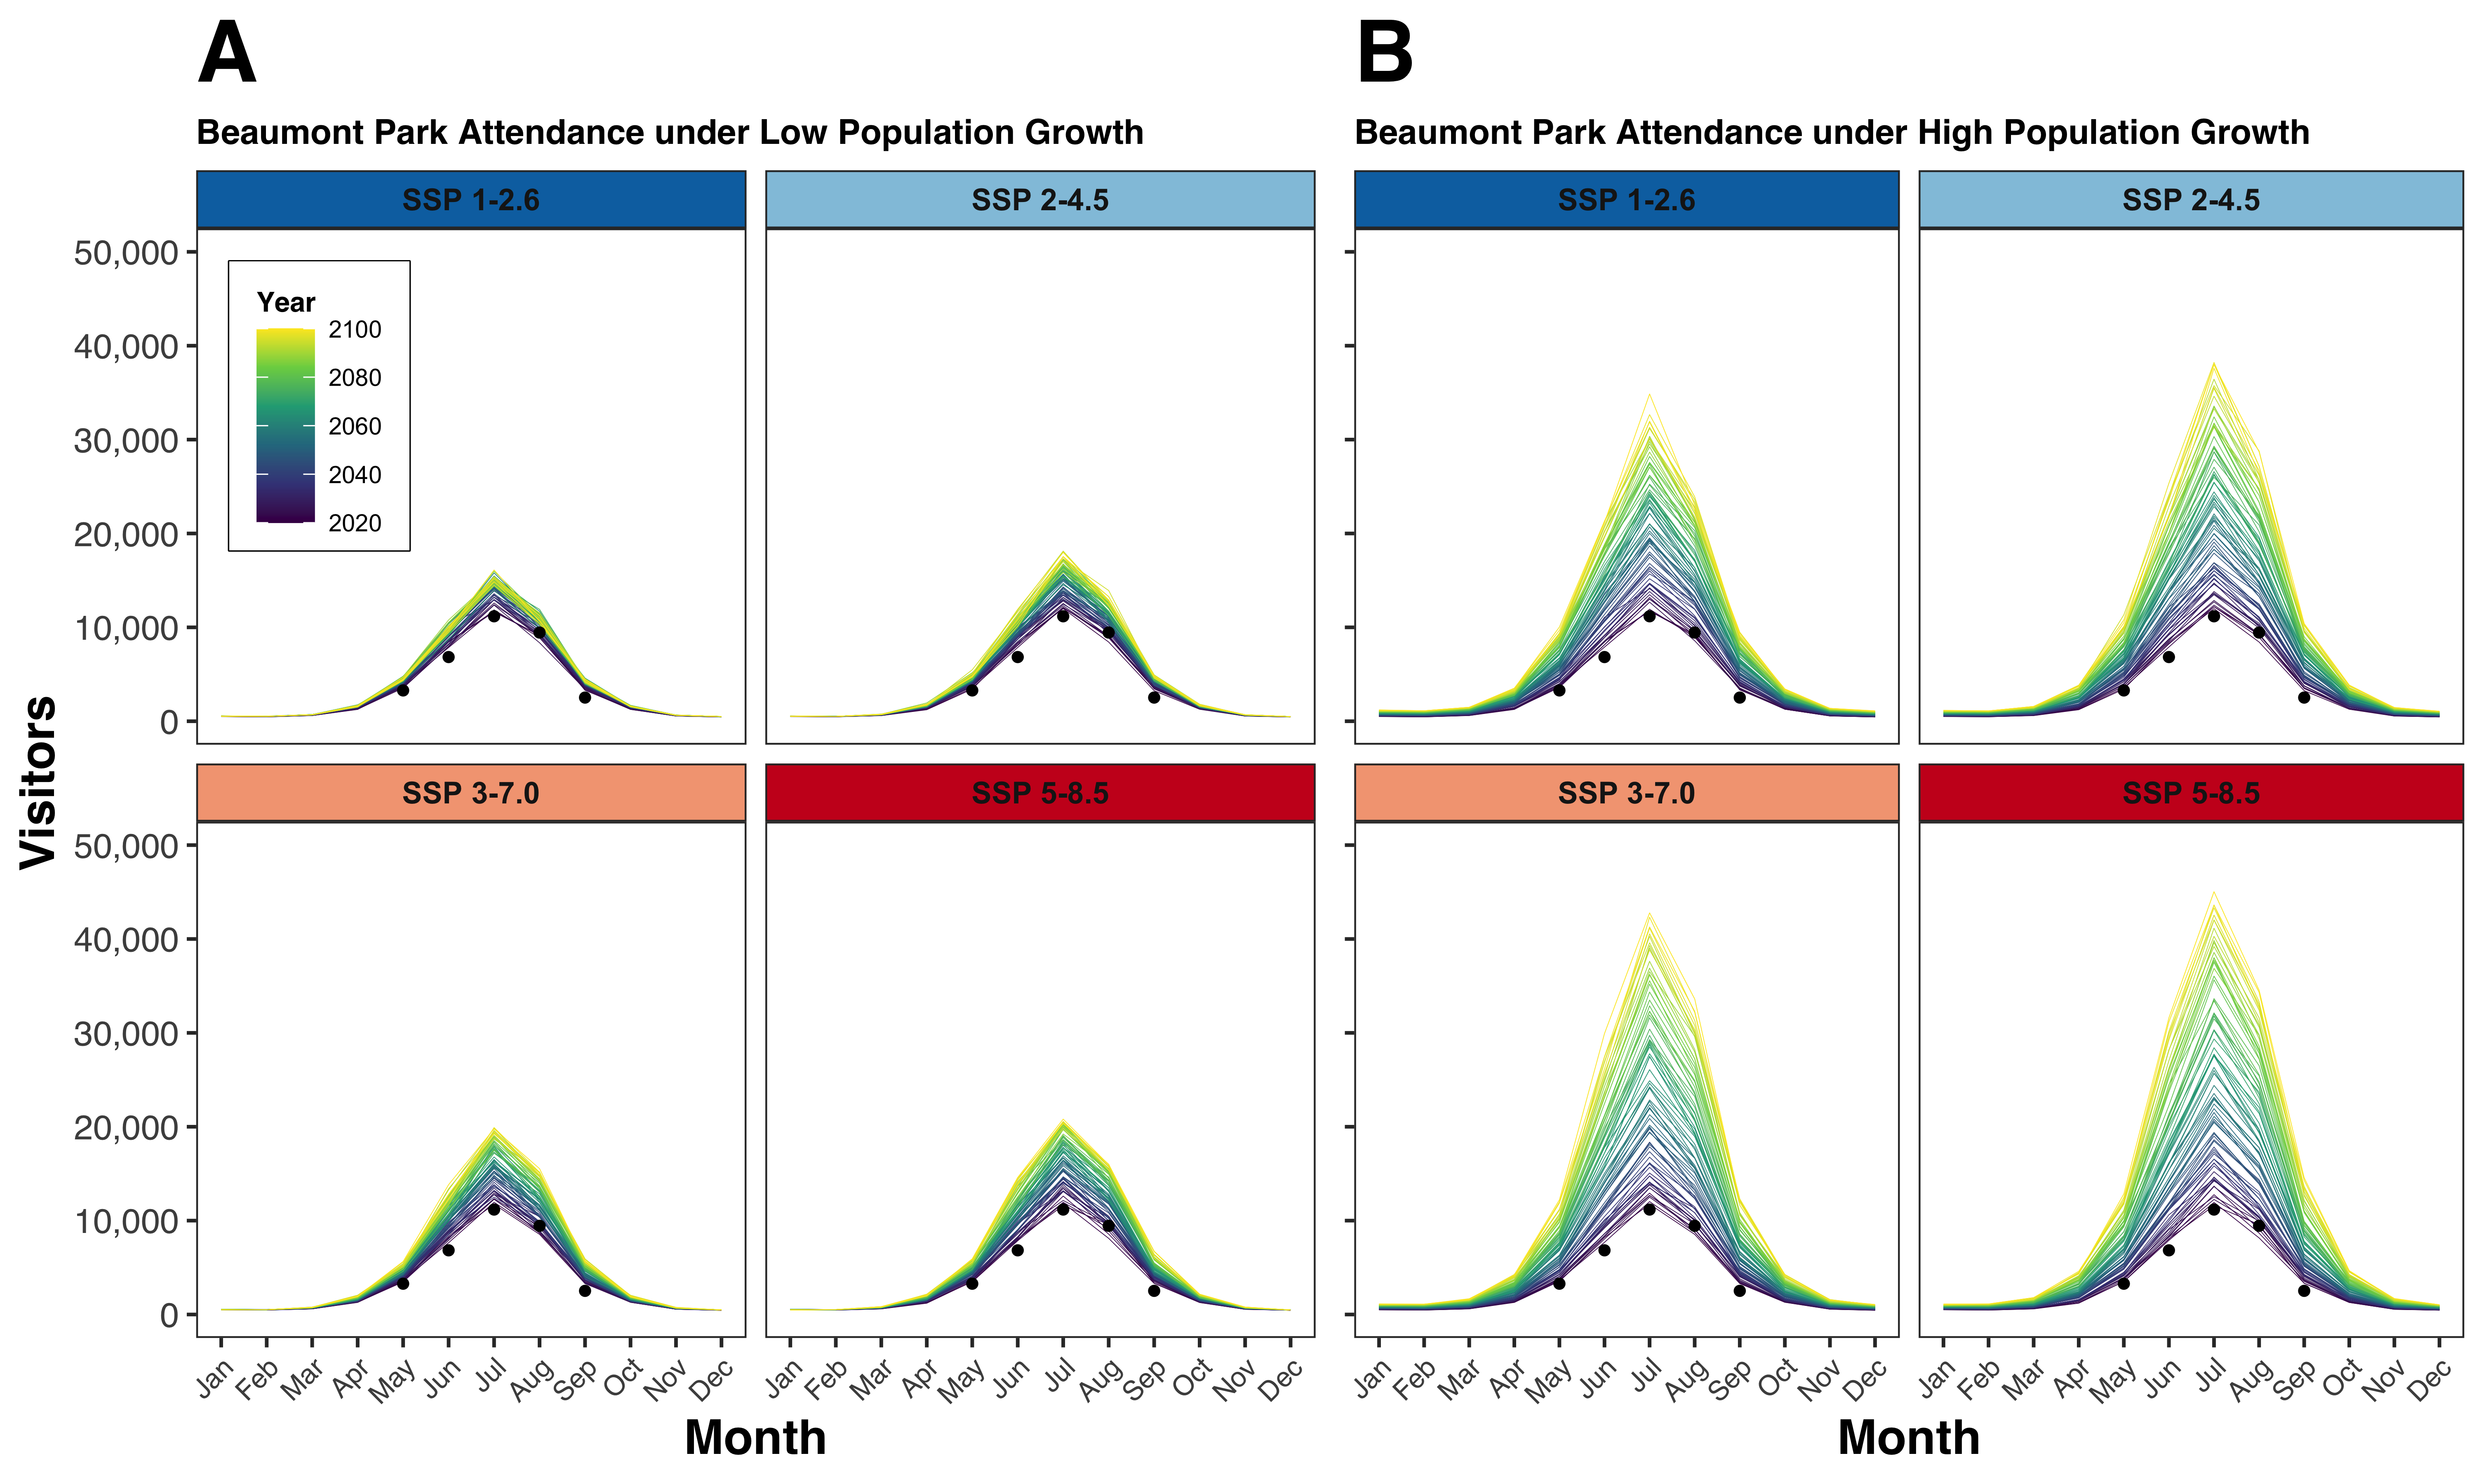 A
Beaumont Park Attendance under Low Population Growth
SSP 1-2.6
SSP 2-4.5
50,000
40,000
30,000
20,000
10,000
0
Year
2100
2080
2060
2040
2020
SSP 3-7.0
SSP 5-8.5
50,000
40,000
30,000
20,000
10,000
0
Visitors
Jan Feb Mar Apr May Jun Jul Aug Sep Oct Nov Dec
Jan Feb Mar Apr May Jun Jul Aug Sep Oct Nov Dec
Month
B
Beaumont Park Attendance under High Population Growth
SSP 1-2.6
SSP 2-4.5
SSP 3-7.0
SSP 5-8.5
Jan Feb Mar Apr May Jun Jul Aug Sep Oct Nov Dec
Jan Feb Mar Apr May Jun Jul Aug Sep Oct Nov Dec
Month